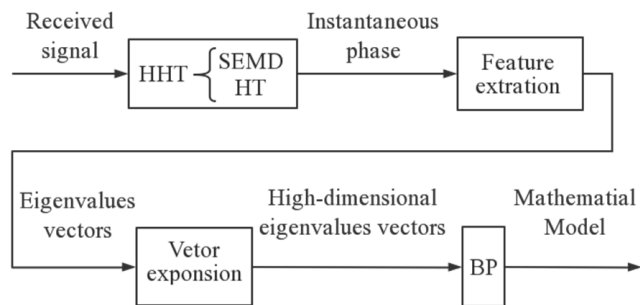 Received
signal
HHT
SEMD
HT
Instantaneous
phase
Feature
extration
Eigenvalues
vectors
Vetor
exponsion
High-dimensional
eigenvalues vectors
BP
Mathematial
Model